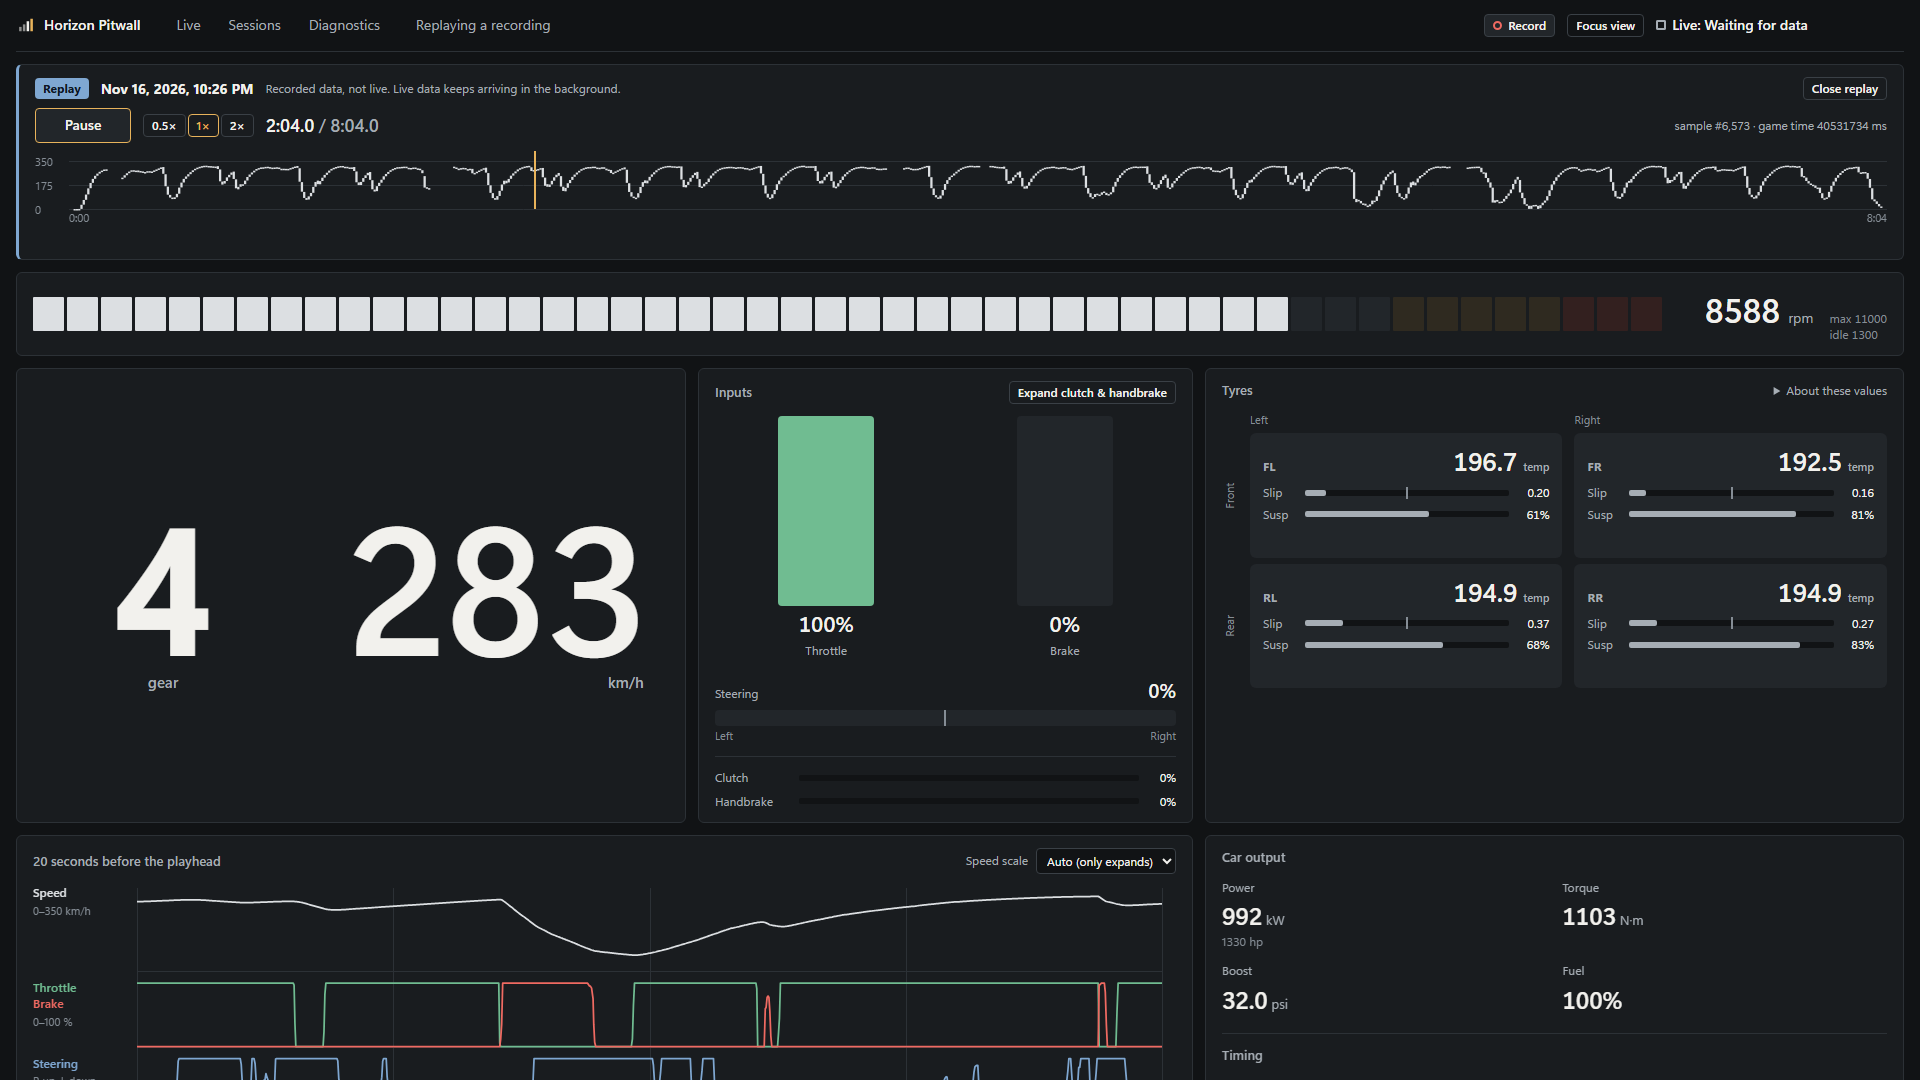 Horizon Pitwall Live Sessions Diagnostics Replaying a recording Record Focus view Live: Waiting for data
Replay Nov 16, 2026, 10:26 PM Recorded data, not live. Live data keeps arriving in the background. Close replay
Pause 0.5× 1× 2× 2:04.0 / 8:04.0 sample #6,573 · game time 40531734 ms
350
175
0
0:00 8:04
8588 rpm max 11000
idle 1300
4 283
gear km/h
Inputs Expand clutch & handbrake
100% 0%
Throttle Brake
Steering 0%
Left Right
Clutch 0%
Handbrake 0%
Tyres About these values
Left Right
Front
FL 196.7 temp
Slip 0.20
Susp 61%
FR 192.5 temp
Slip 0.16
Susp 81%
Rear
RL 194.9 temp
Slip 0.37
Susp 68%
RR 194.9 temp
Slip 0.27
Susp 83%
20 seconds before the playhead Speed scale Auto (only expands)
Speed
0–350 km/h
Throttle
Brake
0–100 %
Steering
Car output
Power Torque
992 kW 1103 N·m
1330 hp
Boost Fuel
32.0 psi 100%
Timing